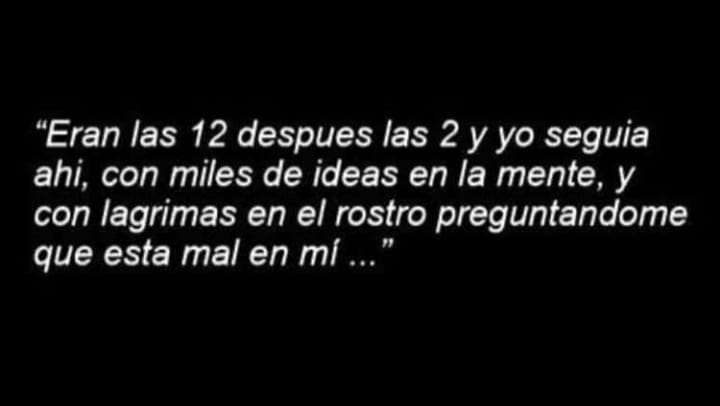 “Eran las 12 despues las 2 y yo seguia
ahi, con miles de ideas en la mente, y
con lagrimas en el rostro preguntandome
que esta mal en mí ...”